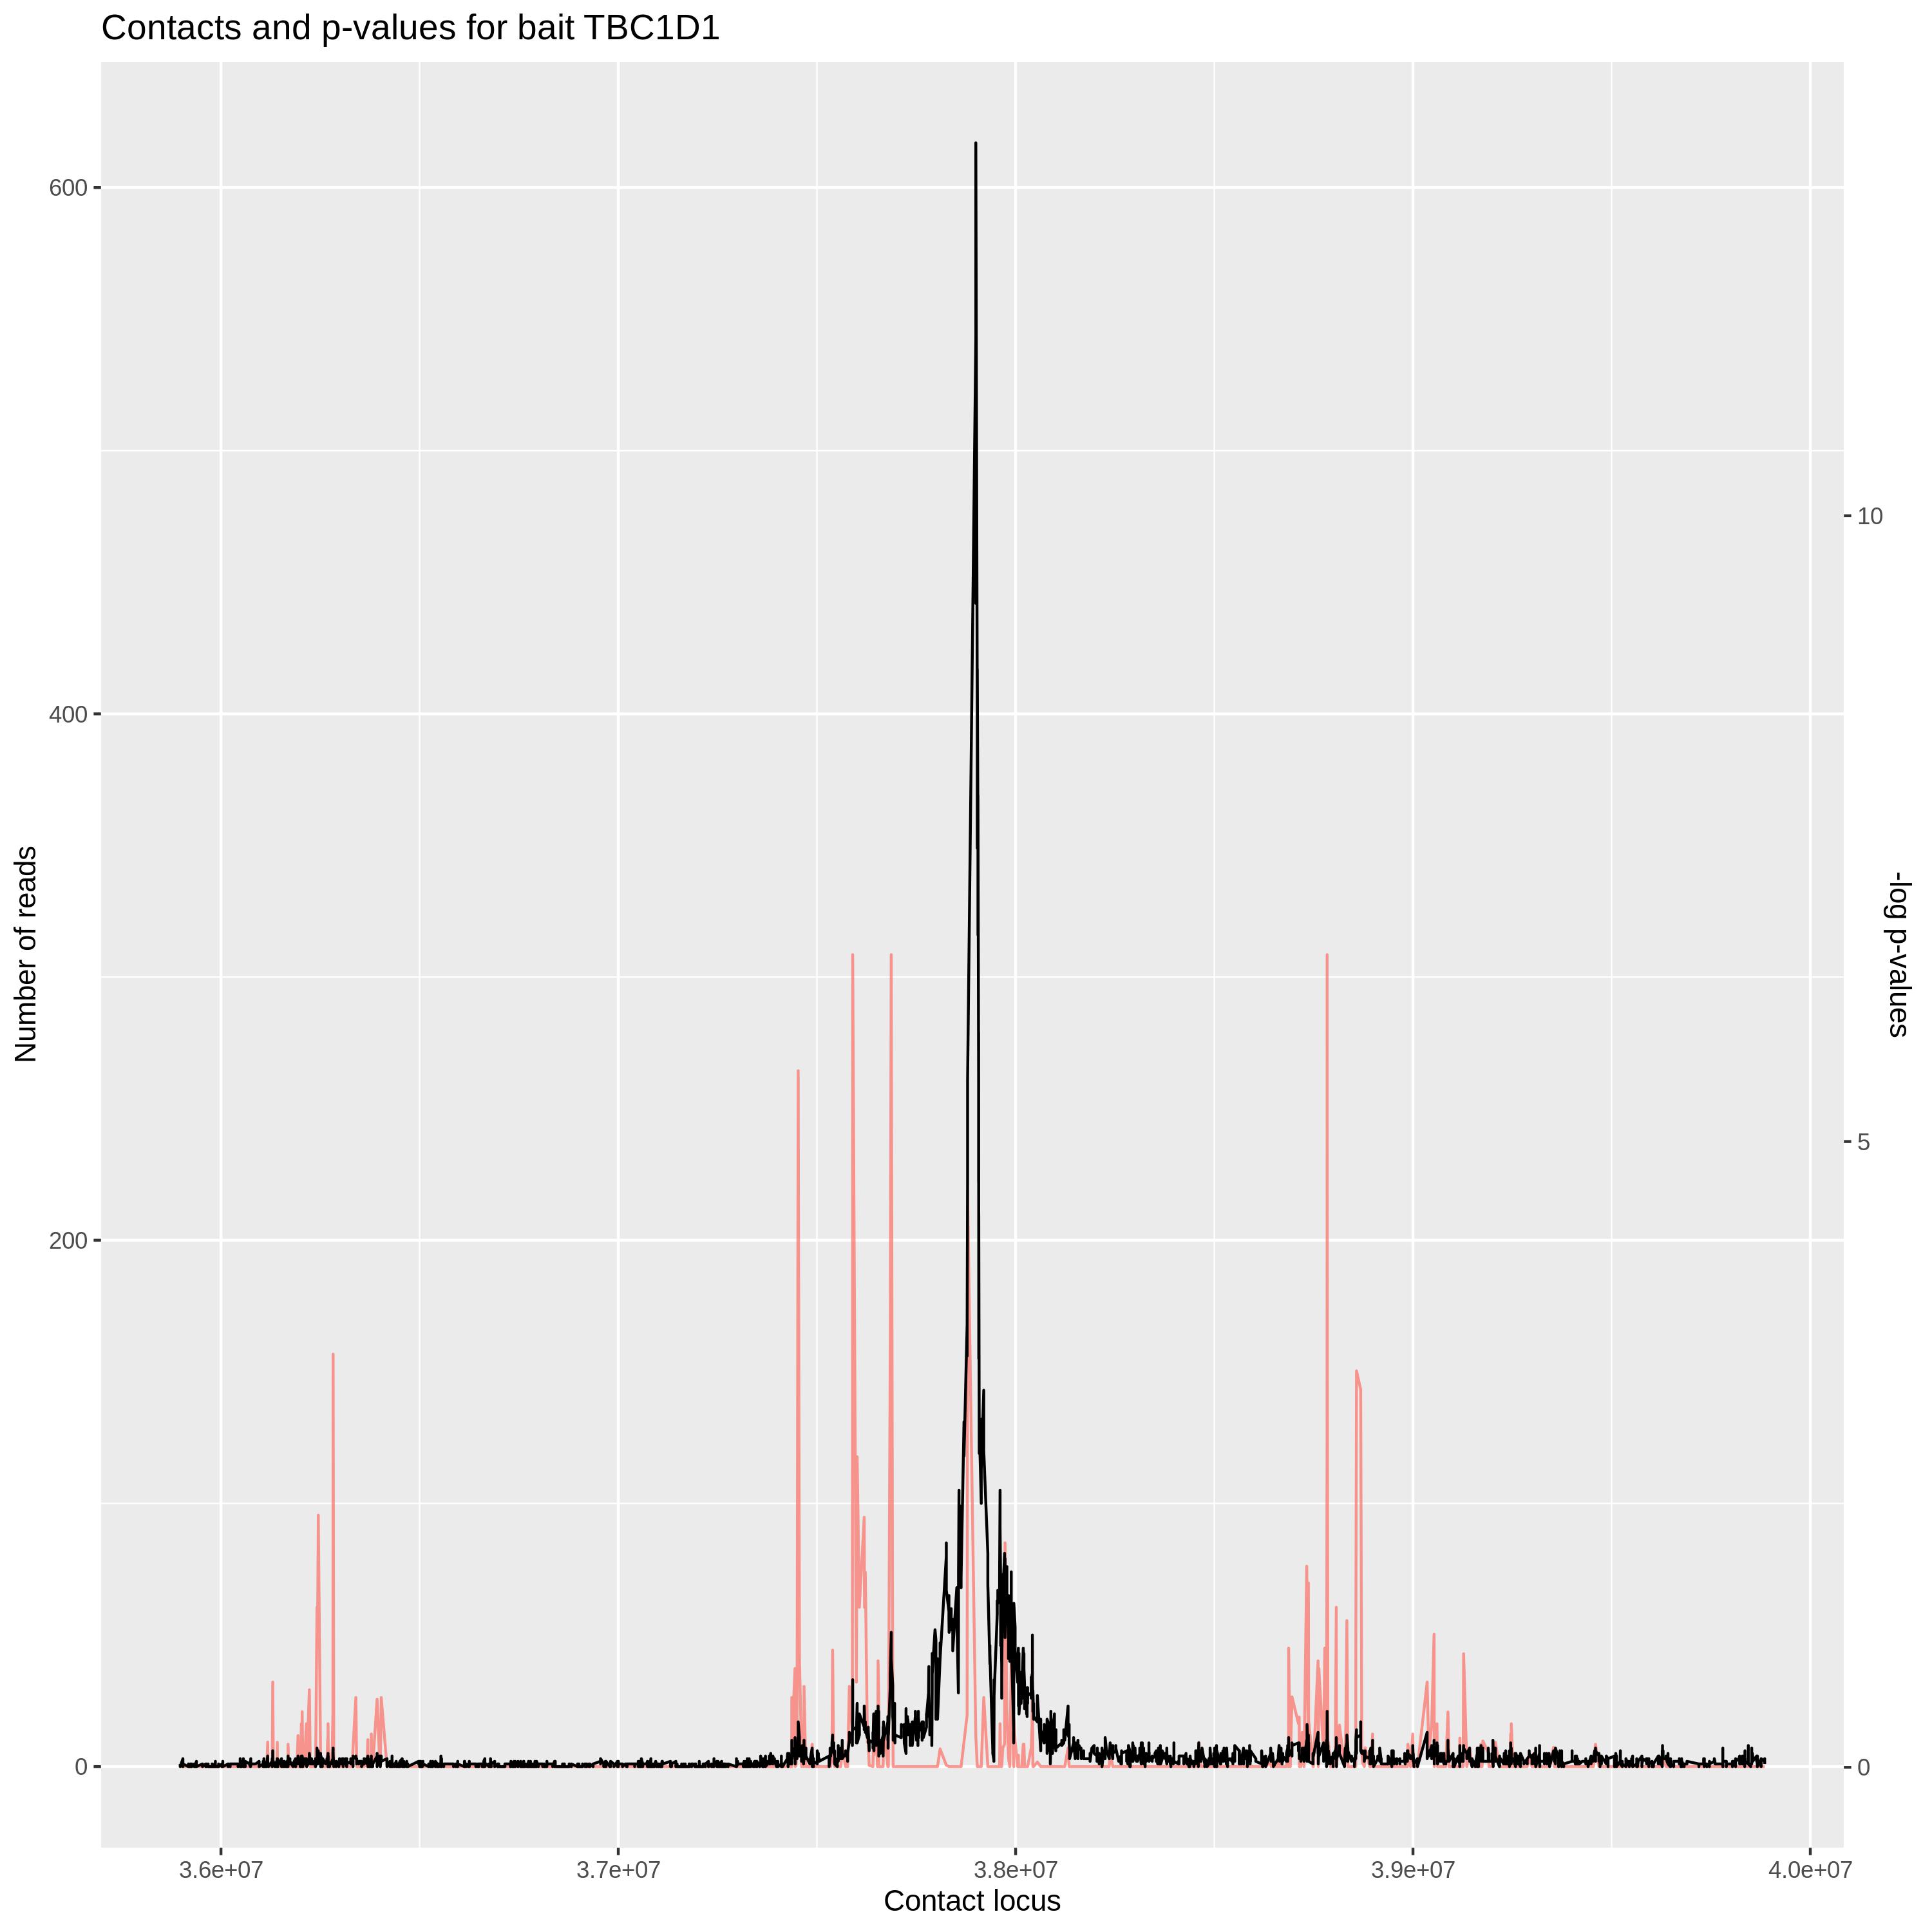 Contacts and p-values for bait TBC1D1
600
400
200
0
Number of reads
10
5
0
-log p-values
3.6e+07
3.7e+07
3.8e+07
3.9e+07
4.0e+07
Contact locus